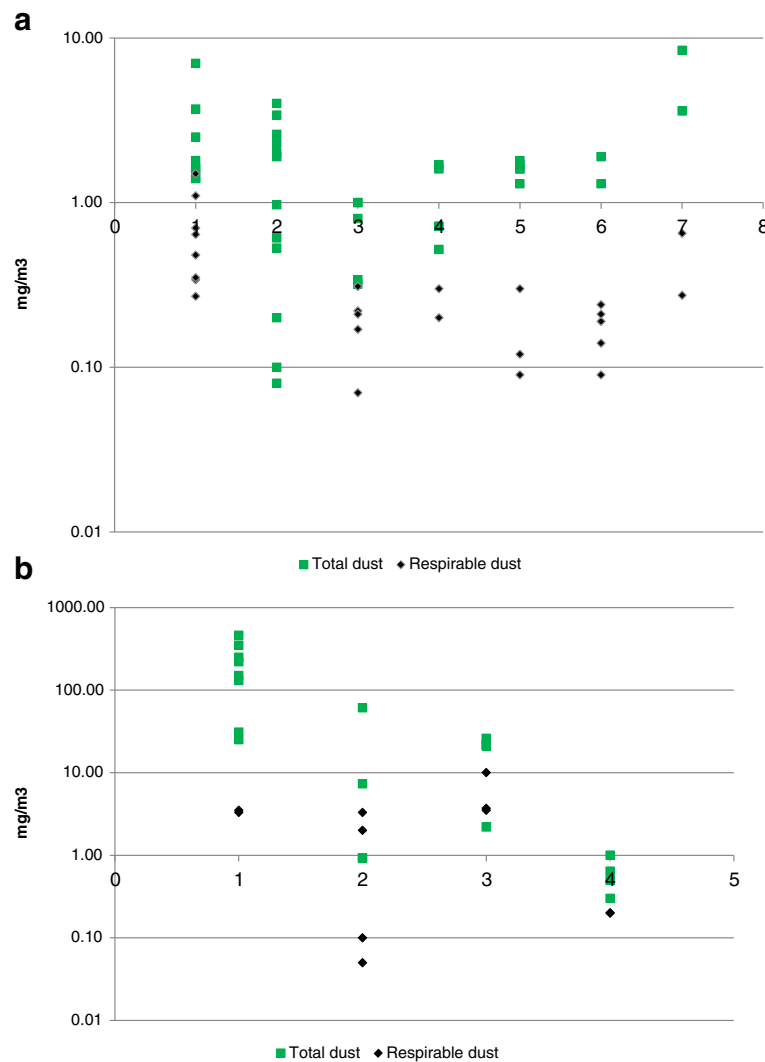 a
10.00
1.00
0 1 2 3 4 5 6 7 8
mg/m3
0.10
0.01
Total dust Respirable dust
b
1000.00
100.00
10.00
mg/m3
1.00
0 1 2 3 4 5
0.10
0.01
Total dust Respirable dust